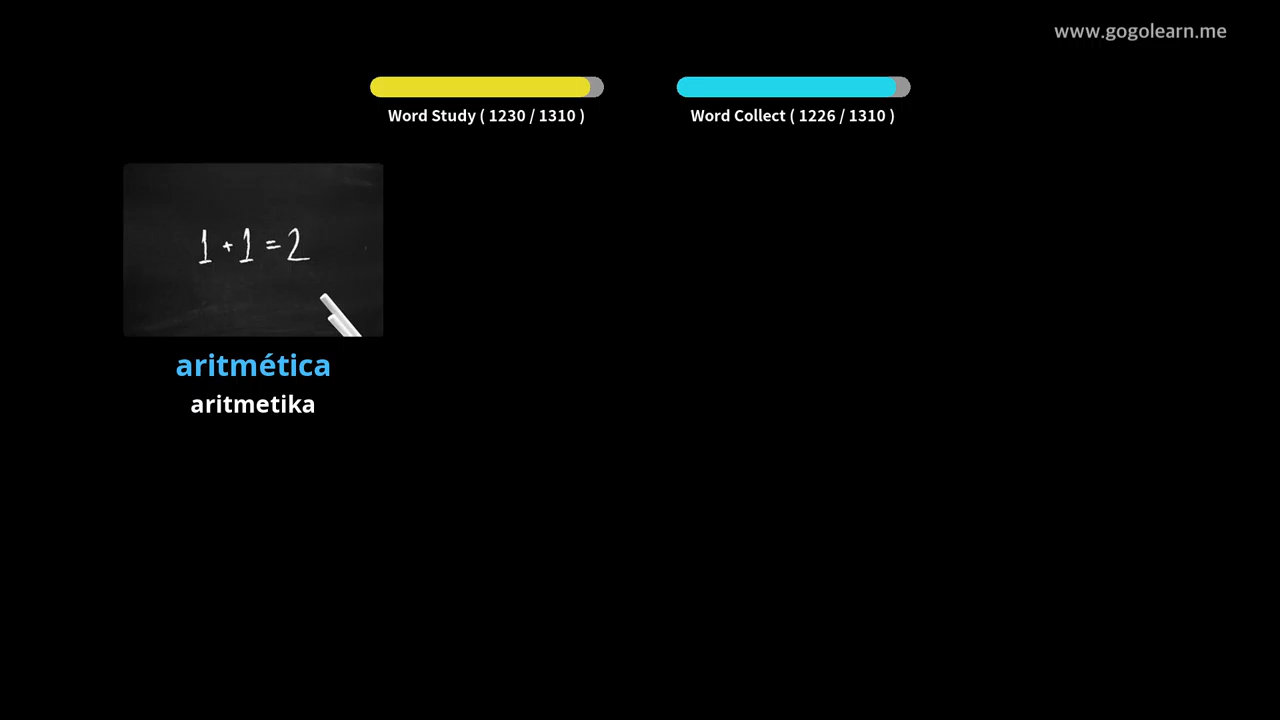 www.gogolearn.me
Word Study ( 1230 / 1310 )
Word Collect ( 1226 / 1310 )
1 + 1 = 2
aritmética
aritmetika